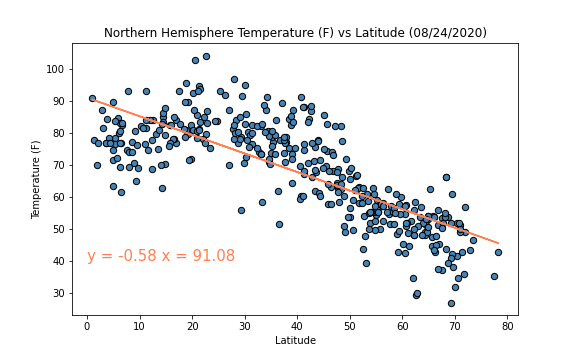 Northern Hemisphere Temperature (F) vs Latitude (08/24/2020)
100
90
80
70
60
50
40
30
Temperature (F)
y = -0.58 x = 91.08
0 10 20 30 40 50 60 70 80
Latitude